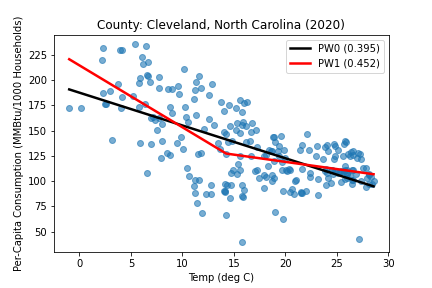 County: Cleveland, North Carolina (2020)
PW0 (0.395)
PW1 (0.452)
Per-Capita Consumption (MMBtu/1000 Households)
225
200
175
150
125
100
75
50
0 5 10 15 20 25 30
Temp (deg C)